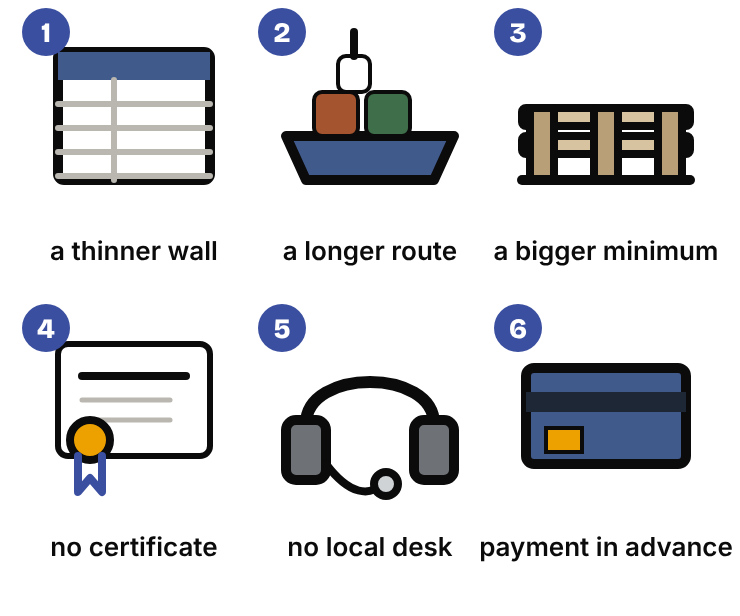 1
2
3
a thinner wall
a longer route
a bigger minimum
4
5
6
no certificate
no local desk
payment in advance